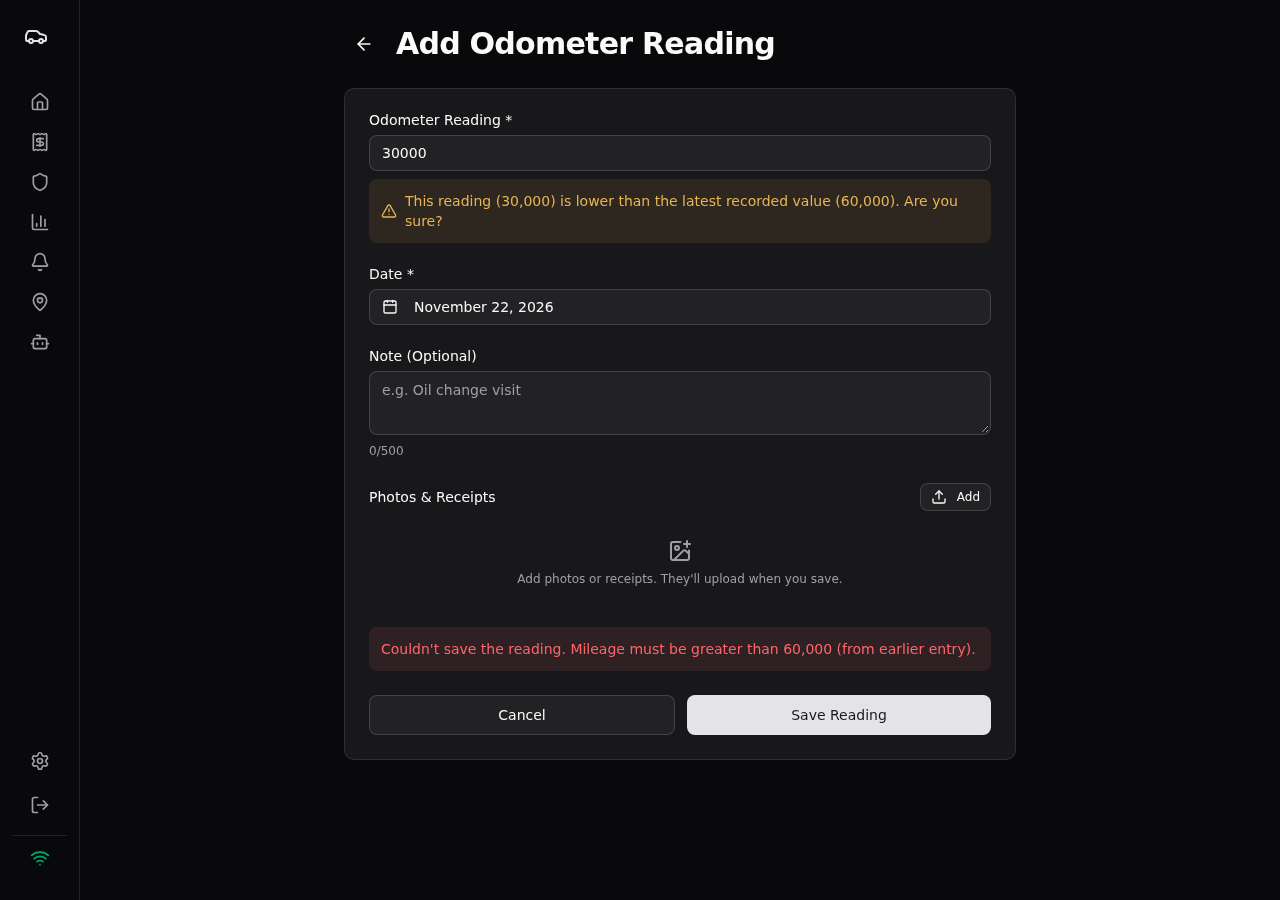 Add Odometer Reading
Odometer Reading *
30000
This reading (30,000) is lower than the latest recorded value (60,000). Are you
sure?
Date *
November 22, 2026
Note (Optional)
e.g. Oil change visit
0/500
Photos & Receipts
Add
Add photos or receipts. They'll upload when you save.
Couldn't save the reading. Mileage must be greater than 60,000 (from earlier entry).
Cancel
Save Reading